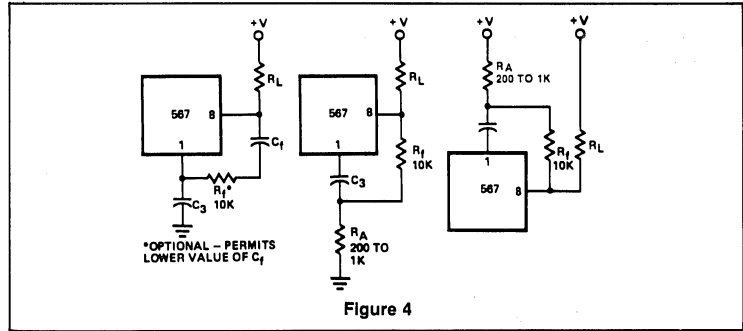 +V
RL
567
8
1
Cf
Rf*
10K
C3
*OPTIONAL – PERMITS
LOWER VALUE OF Cf
+V
RL
567
8
1
Rf
10K
C3
RA
200 TO
1K
+V
+V
RA
200 TO 1K
1
Rf
10K
RL
567
8
Figure 4